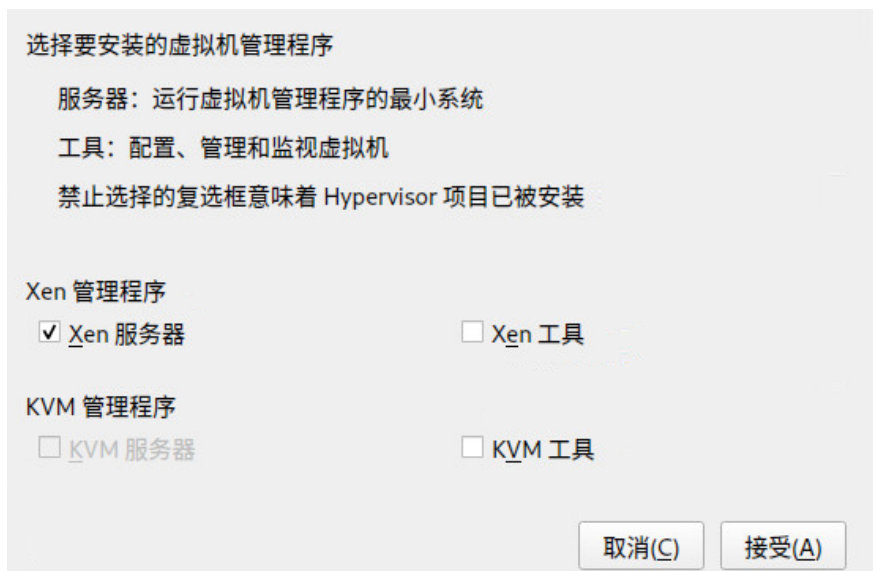 选择要安装的虚拟机管理程序
服务器：运行虚拟机管理程序的最小系统
工具：配置、管理和监视虚拟机
禁止选择的复选框意味着 Hypervisor 项目已被安装
Xen 管理程序
Xen 服务器 Xen 工具
KVM 管理程序
KVM 服务器 KVM 工具
取消(C) 接受(A)